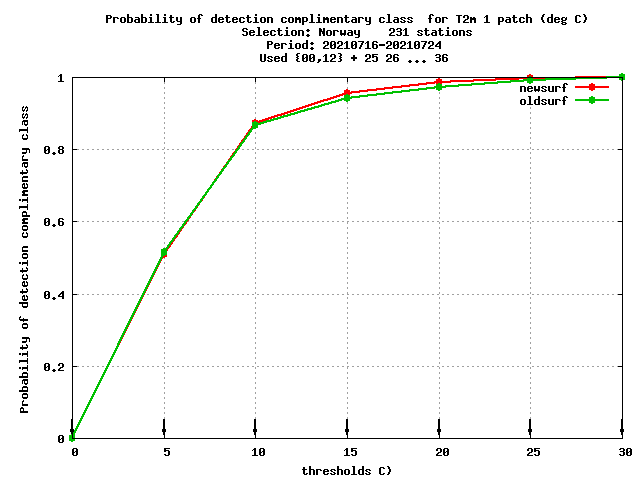 Probability of detection complimentary class  for T2m 1 patch (deg C)
Selection: Norway    231 stations
Period: 20210716-20210724
Used {00,12} + 25 26 ... 36
newsurf
oldsurf
Probability of detection complimentary class
1
0.8
0.6
0.4
0.2
0
0 5 10 15 20 25 30
thresholds C)